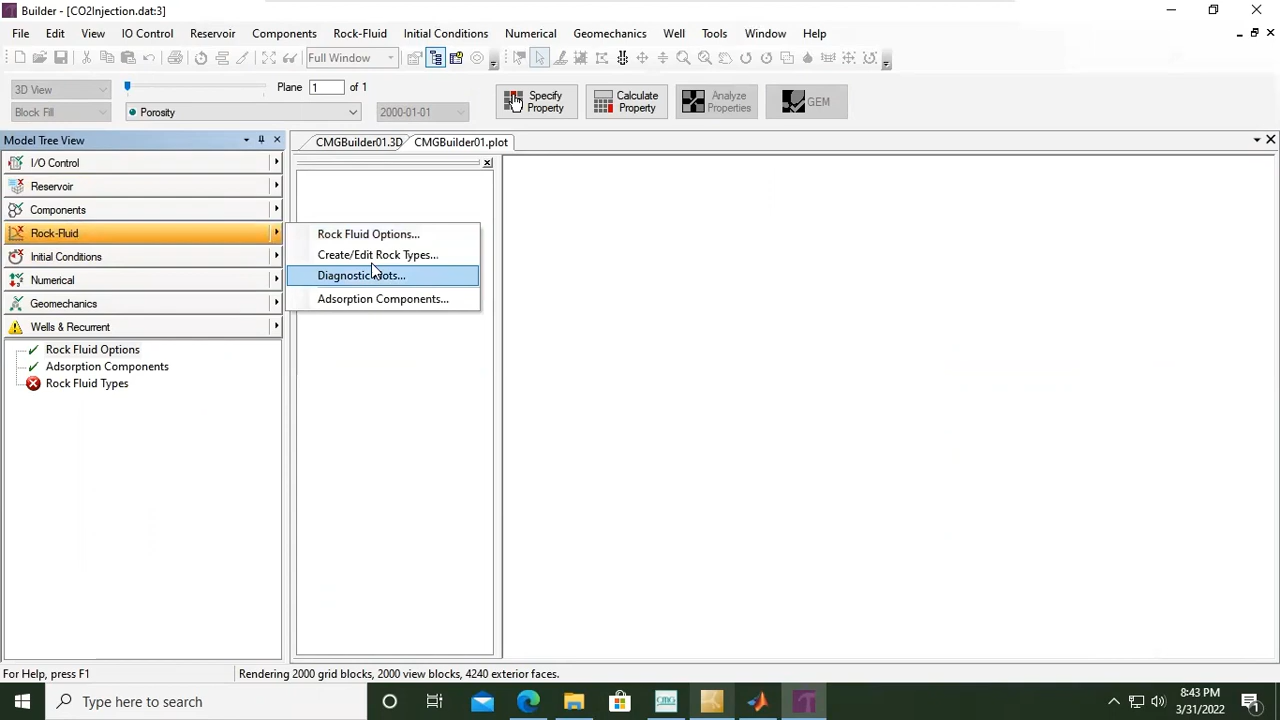 Builder - [CO2Injection.dat:3]
File Edit View IO Control Reservoir Components Rock-Fluid Initial Conditions Numerical Geomechanics Well Tools Window Help
Full Window
3D View Plane 1 of 1
Block Fill Porosity 2000-01-01
Specify Property
Calculate Property
Analyze Properties
GEM
Model Tree View
CMGBuilder01.3D CMGBuilder01.plot
I/O Control
Reservoir
Components
Rock-Fluid
Initial Conditions
Numerical
Geomechanics
Wells & Recurrent
Rock Fluid Options...
Create/Edit Rock Types...
Adsorption Components...
Rock Fluid Options
Adsorption Components
Rock Fluid Types
For Help, press F1
Rendering 2000 grid blocks, 2000 view blocks, 4240 exterior faces.
Type here to search
CMG
8:43 PM
3/31/2022
1